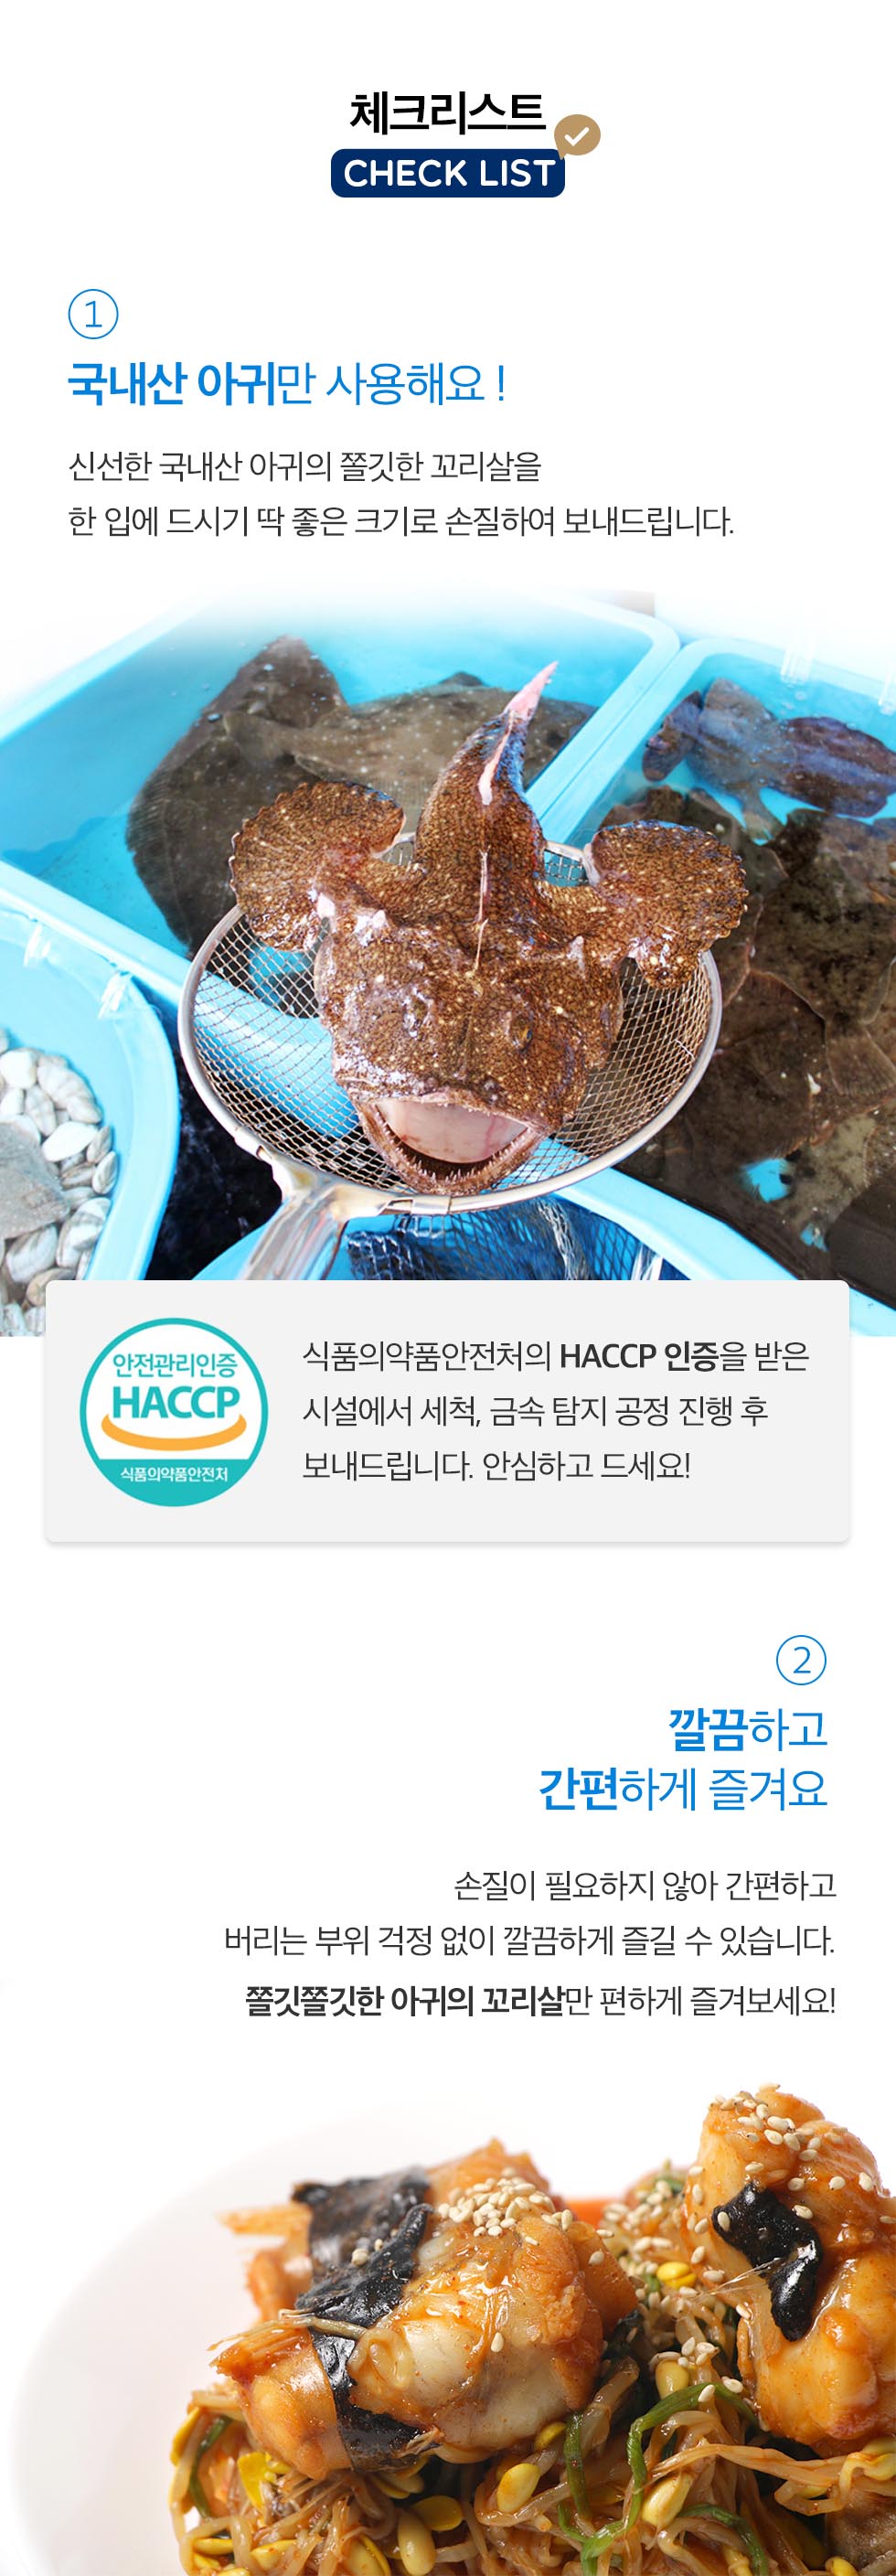 체크리스트
CHECK LIST
1
국내산 아귀만 사용해요 !
신선한 국내산 아귀의 쫄깃한 꼬리살을
한 입에 드시기 딱 좋은 크기로 손질하여 보내드립니다.
안전관리인증
HACCP
식품의약품안전처
식품의약품안전처의 HACCP 인증을 받은
시설에서 세척, 금속 탐지 공정 진행 후
보내드립니다. 안심하고 드세요!
2
깔끔하고
간편하게 즐겨요
손질이 필요하지 않아 간편하고
버리는 부위 걱정 없이 깔끔하게 즐길 수 있습니다.
쫄깃쫄깃한 아귀의 꼬리살만 편하게 즐겨보세요!